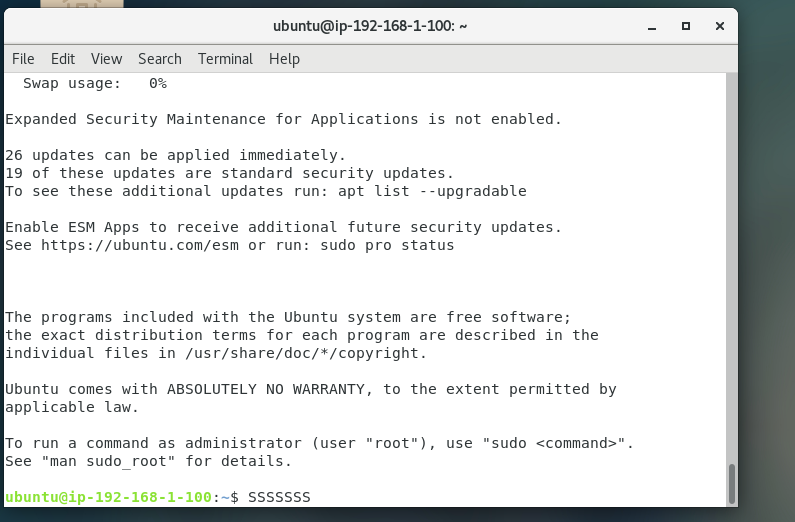 ubuntu@ip-192-168-1-100: ~
File Edit View Search Terminal Help
  Swap usage:   0%
Expanded Security Maintenance for Applications is not enabled.
26 updates can be applied immediately.
19 of these updates are standard security updates.
To see these additional updates run: apt list --upgradable
Enable ESM Apps to receive additional future security updates.
See https://ubuntu.com/esm or run: sudo pro status
The programs included with the Ubuntu system are free software;
the exact distribution terms for each program are described in the
individual files in /usr/share/doc/*/copyright.
Ubuntu comes with ABSOLUTELY NO WARRANTY, to the extent permitted by
applicable law.
To run a command as administrator (user "root"), use "sudo <command>".
See "man sudo_root" for details.
ubuntu@ip-192-168-1-100:~$ SSSSSSS